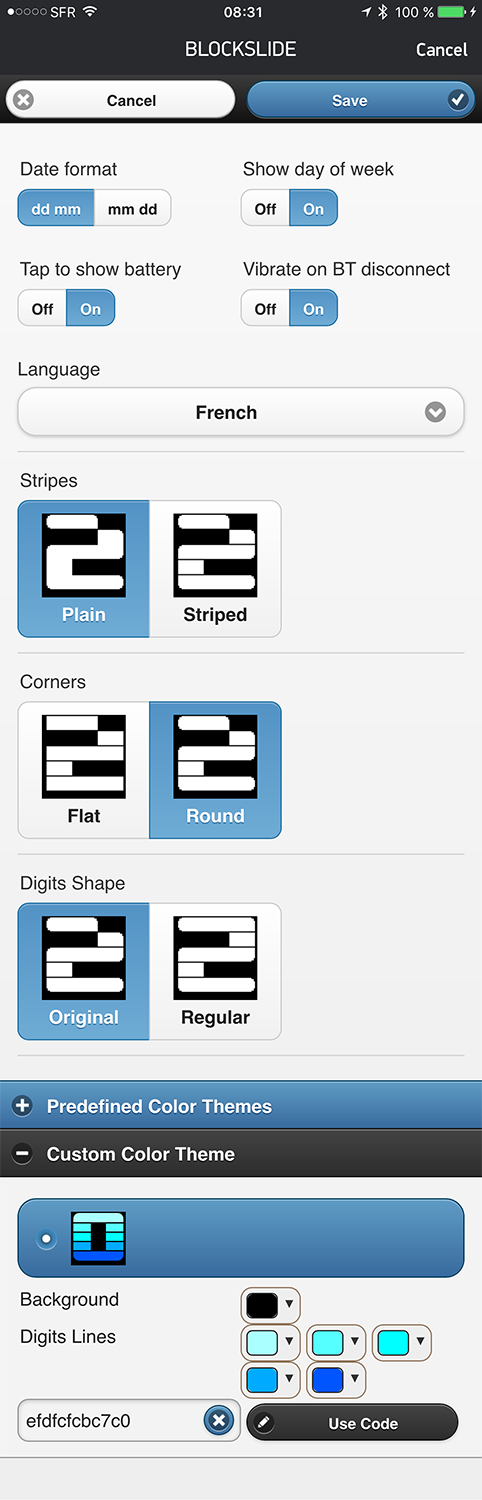 SFR 08:31 100 %
BLOCKSLIDE Cancel
Cancel Save
Date format Show day of week
dd mm mm dd Off On
Tap to show battery Vibrate on BT disconnect
Off On Off On
Language
French
Stripes
Plain Striped
Corners
Flat Round
Digits Shape
Original Regular
Predefined Color Themes
Custom Color Theme
Background
Digits Lines
efdfcfcbc7c0 Use Code